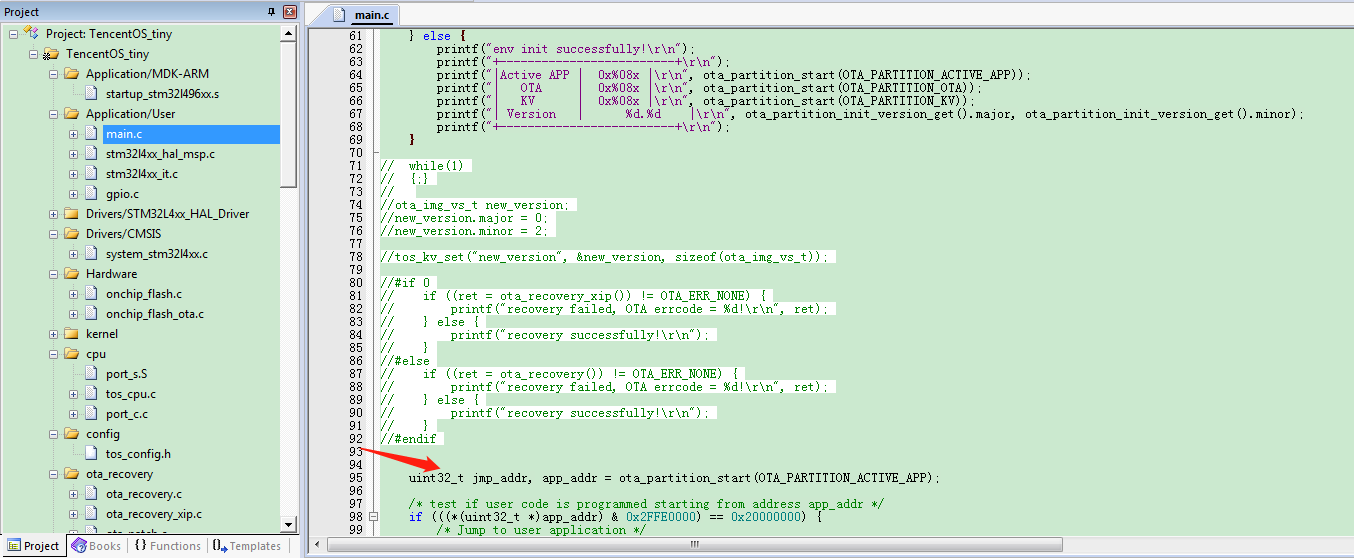 Project
Project: TencentOS_tiny
TencentOS_tiny
Application/MDK-ARM
startup_stm32l496xx.s
Application/User
main.c
stm32l4xx_hal_msp.c
stm32l4xx_it.c
gpio.c
Drivers/STM32L4xx_HAL_Driver
Drivers/CMSIS
system_stm32l4xx.c
Hardware
onchip_flash.c
onchip_flash_ota.c
kernel
cpu
port_s.S
tos_cpu.c
port_c.c
config
tos_config.h
ota_recovery
ota_recovery.c
ota_recovery_xip.c
Project Books {} Functions 0 Templates
main.c
61 } else {
62 printf("env init successfully!\r\n");
63 printf("+--------------------------+\r\n");
64 printf("|Active APP | 0x%08x |\r\n", ota_partition_start(OTA_PARTITION_ACTIVE_APP));
65 printf("| OTA | 0x%08x |\r\n", ota_partition_start(OTA_PARTITION_OTA));
66 printf("| KV | 0x%08x |\r\n", ota_partition_start(OTA_PARTITION_KV));
67 printf("| Version | %d.%d |\r\n", ota_partition_init_version_get().major, ota_partition_init_version_get().minor);
68 printf("+--------------------------+\r\n");
69 }
70
71 // while(1)
72 // {;}
73 //
74 //ota_img_vs_t new_version;
75 //new_version.major = 0;
76 //new_version.minor = 2;
77
78 //tos_kv_set("new_version", &new_version, sizeof(ota_img_vs_t));
79
80 //#if 0
81 // if ((ret = ota_recovery_xip()) != OTA_ERR_NONE) {
82 // printf("recovery failed, OTA errcode = %d!\r\n", ret);
83 // } else {
84 // printf("recovery successfully!\r\n");
85 // }
86 //#else
87 // if ((ret = ota_recovery()) != OTA_ERR_NONE) {
88 // printf("recovery failed, OTA errcode = %d!\r\n", ret);
89 // } else {
90 // printf("recovery successfully!\r\n");
91 // }
92 //#endif
93
94
95 uint32_t jmp_addr, app_addr = ota_partition_start(OTA_PARTITION_ACTIVE_APP);
96
97 /* test if user code is programmed starting from address app_addr */
98 if (((*(uint32_t *)app_addr) & 0x2FFE0000) == 0x20000000) {
99 /* Jump to user application */